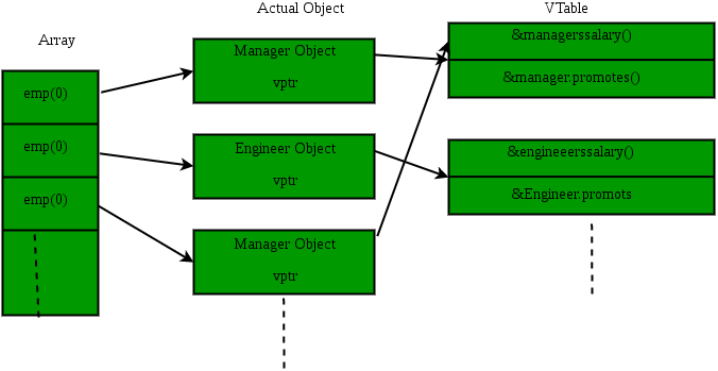 Actual Object
VTable
Array
emp(0)
emp(0)
emp(0)
Manager Object
vptr
Engineer Object
vptr
Manager Object
vptr
&managerssalary()
&manager.promotes()
&engineeerssalary()
&Engineer.promots